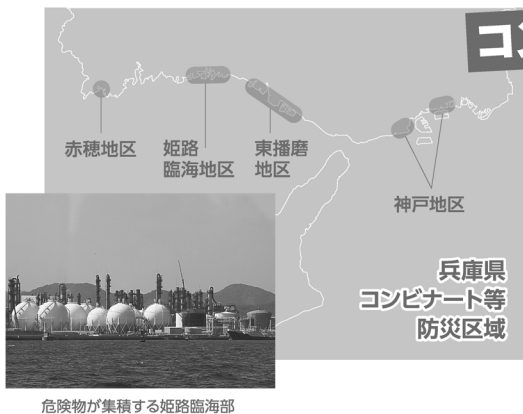 コン
赤穂地区
姫路
臨海地区
東播磨
地区
神戸地区
兵庫県
コンビナート等
防災区域
危険物が集積する姫路臨海部